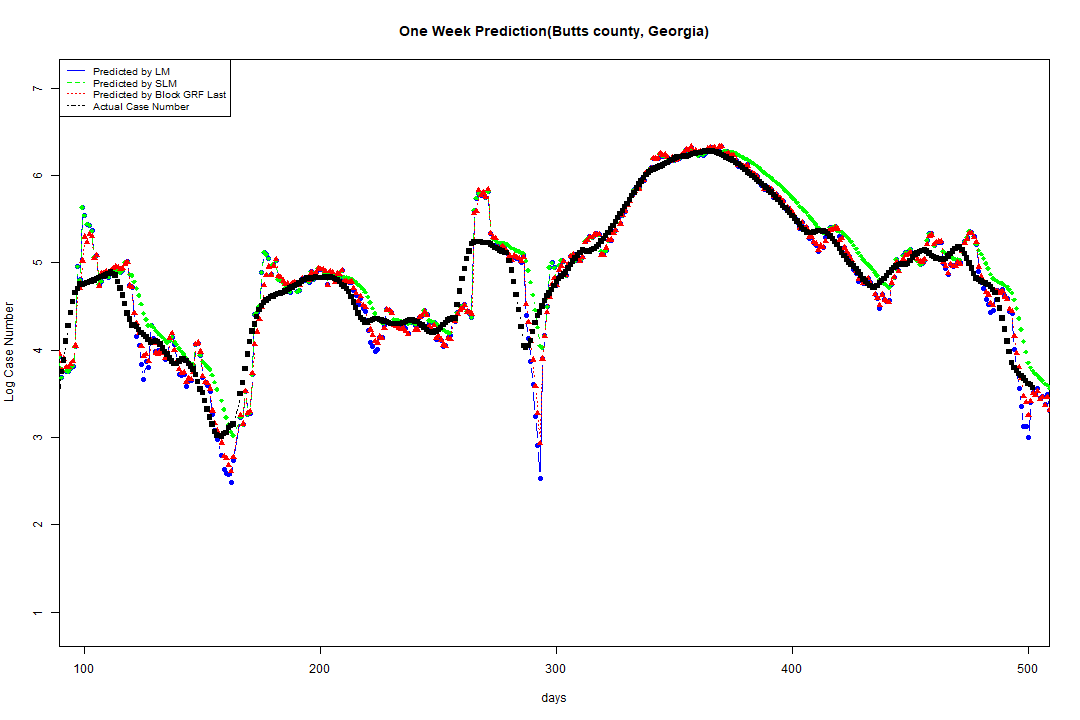 One Week Prediction(Butts county, Georgia)
Predicted by LM
Predicted by SLM
Predicted by Block GRF Last
Actual Case Number
7
6
5
4
3
2
1
Log Case Number
100 200 300 400 500
days